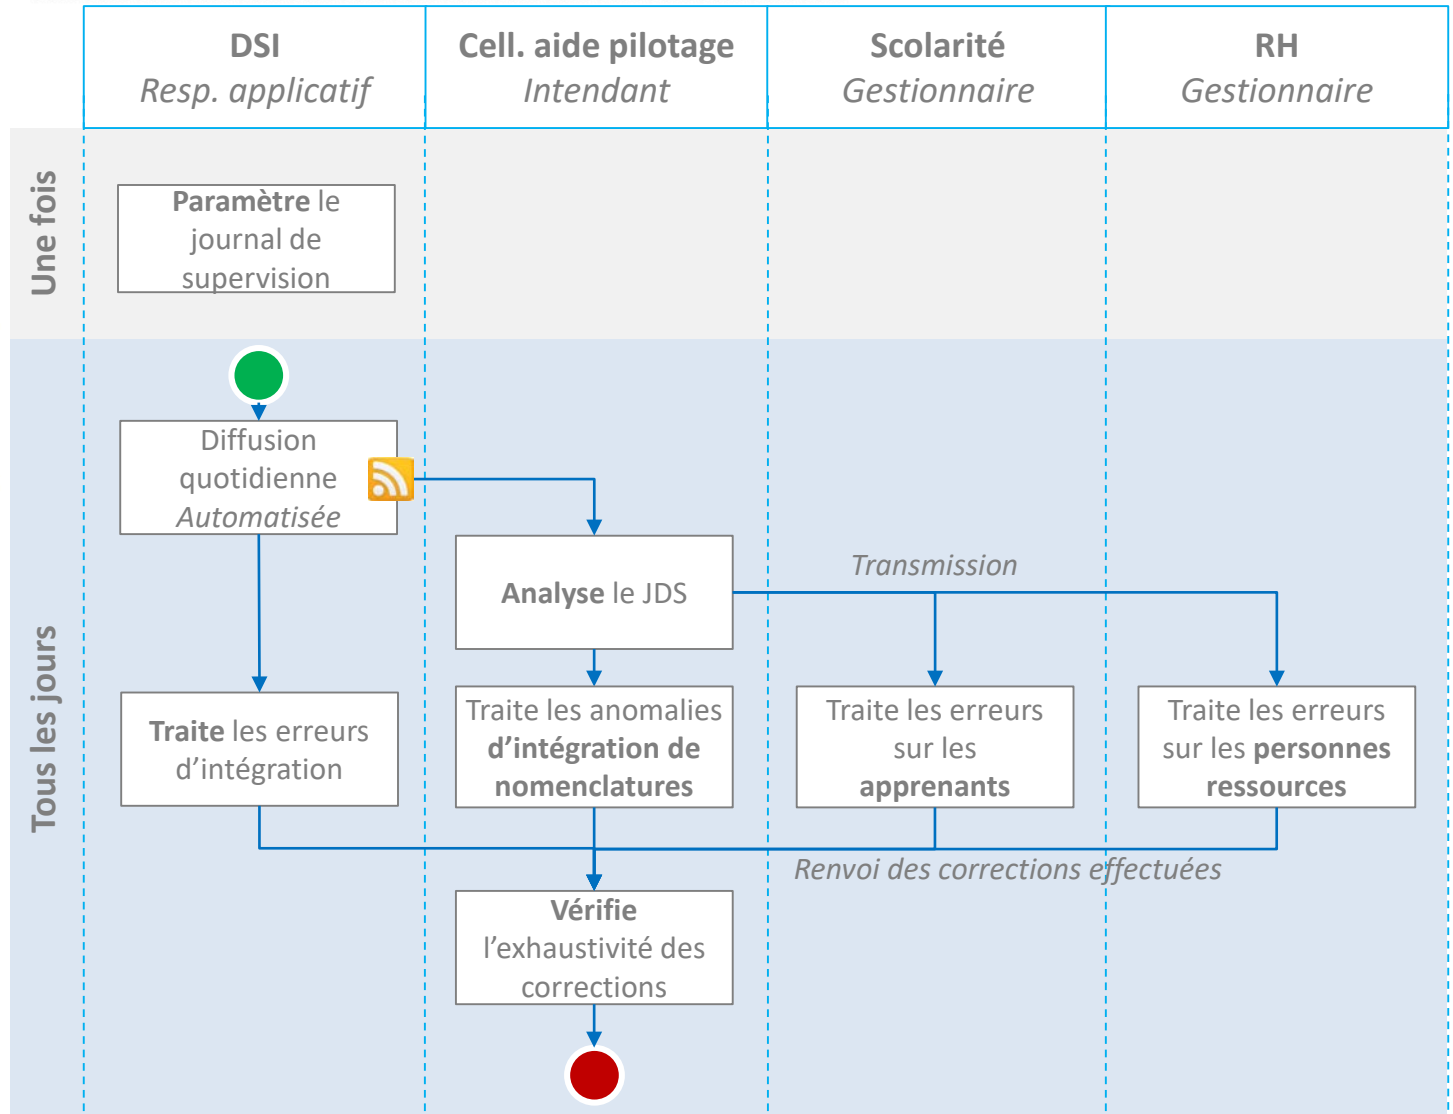 DSI
Resp. applicatif
Cell. aide pilotage
Intendant
Scolarité
Gestionnaire
RH
Gestionnaire
Une fois
Paramètre le
journal de
supervision
Tous les jours
Diffusion
quotidienne
Automatisée
Analyse le JDS
Transmission
Traite les erreurs
d’intégration
Traite les anomalies
d’intégration de
nomenclatures
Traite les erreurs
sur les
apprenants
Traite les erreurs
sur les personnes
ressources
Renvoi des corrections effectuées
Vérifie
l’exhaustivité des
corrections